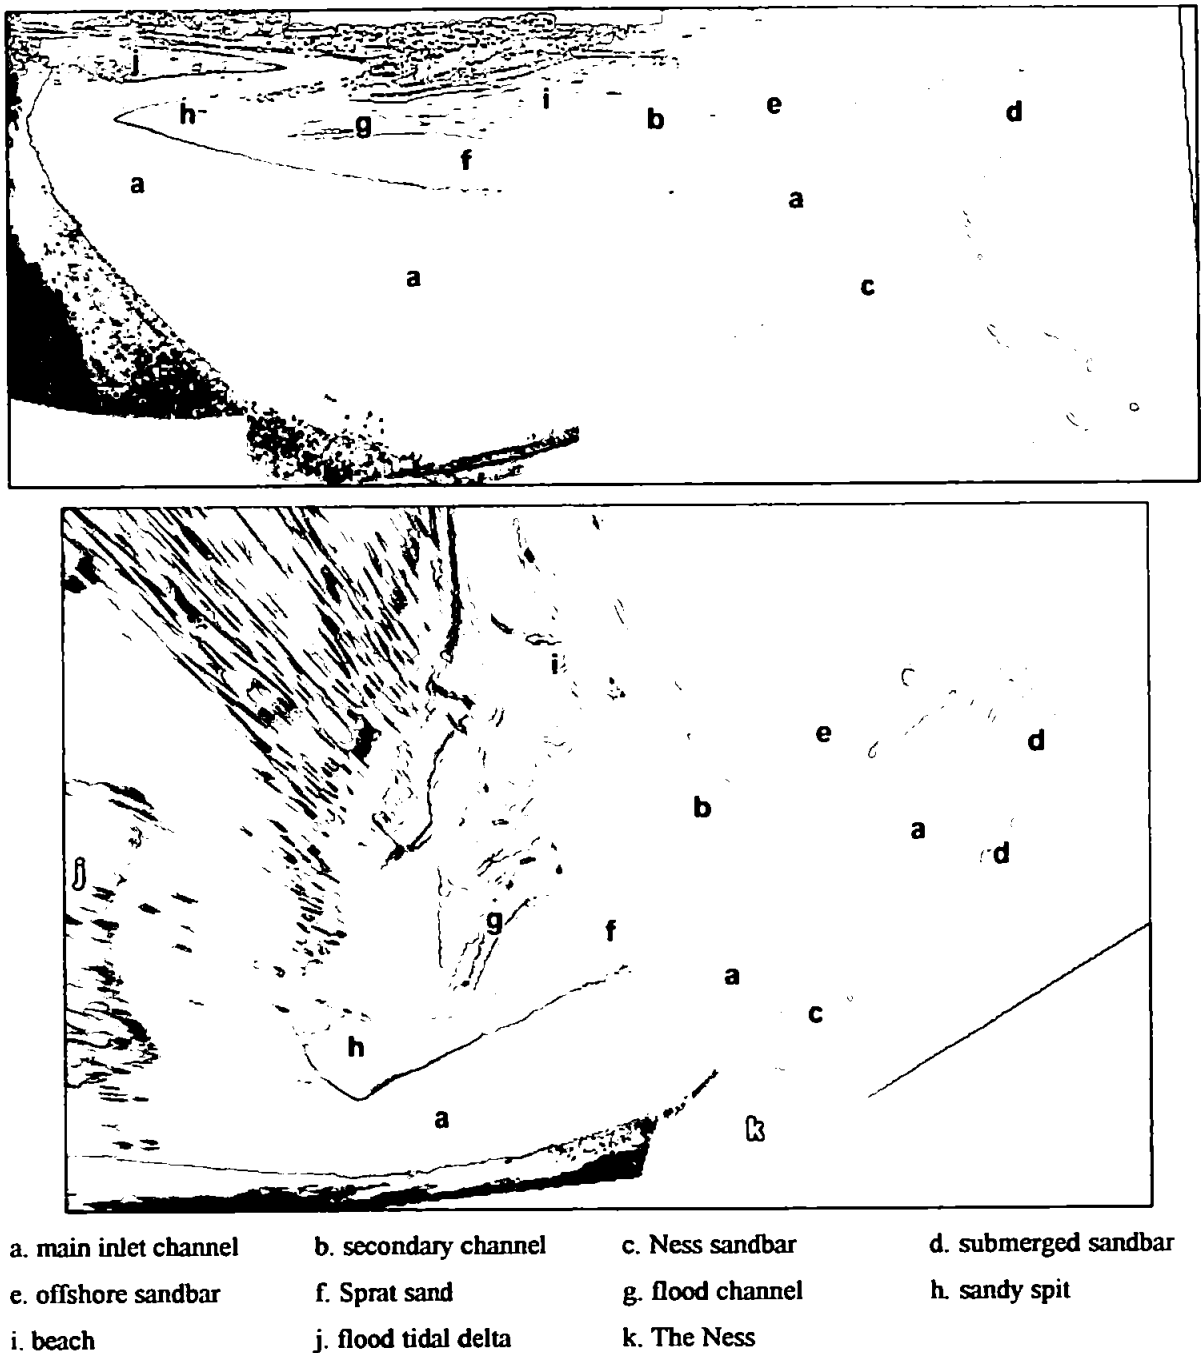 j
h
g
i
b
e
d
f
a
a
a
c
i
e
d
b
a
d
j
g
f
a
c
h
a
k
a. main inlet channel b. secondary channel c. Ness sandbar d. submerged sandbar
e. offshore sandbar f. Sprat sand g. flood channel h. sandy spit
i. beach j. flood tidal delta k. The Ness